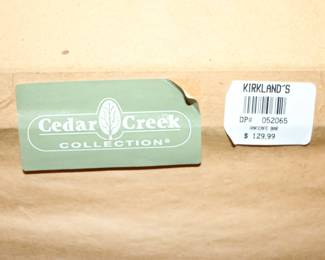 Cedar Creek
COLLECTION®
KIRKLAND'S
DP# 052065
$ 129.99